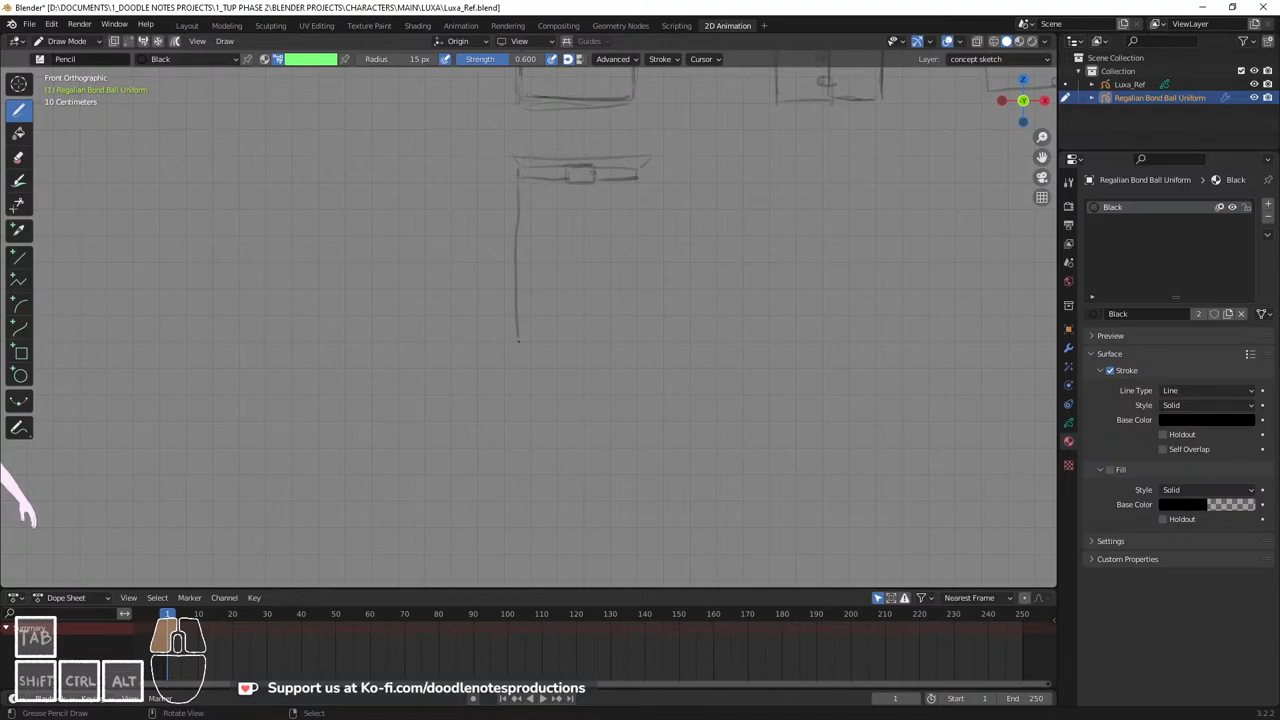 Blender* [D:\DOCUMENTS\1_DOODLE NOTES PROJECTS\1_TUP PHASE 2\BLENDER PROJECTS\CHARACTERS\MAIN\LUXA\Luxa_Ref.blend]
File Edit Render Window Help Layout Modeling Sculpting UV Editing Texture Paint Shading Animation Rendering Compositing Geometry Nodes Scripting 2D Animation + Scene ViewLayer
Draw Mode View Draw Origin View Guides
Pencil Black Radius 15 px Strength 0.600 Advanced Stroke Cursor Layer: concept sketch
Front Orthographic
(1) Regalian Bond Ball Uniform
10 Centimeters
Z
Y
X
Scene Collection
Collection
Luxa_Ref
Regalian Bond Ball Uniform
Regalian Bond Ball Uniform > Black
Black
Black 2
Preview
Surface
Stroke
Line Type Line
Style Solid
Base Color
Holdout
Self Overlap
Fill
Style Solid
Base Color
Holdout
Settings
Custom Properties
Dope Sheet View Select Marker Channel Key Nearest Frame
1 10 20 30 40 50 60 70 80 90 100 110 120 130 140 150 160 170 180 190 200 210 220 230 240 250
Summary
TAB
SHIFT CTRL ALT
Support us at Ko-fi.com/doodlenotesproductions
Playback Marker 1 Start 1 End 250
Grease Pencil Draw Rotate View Select 3.2.2